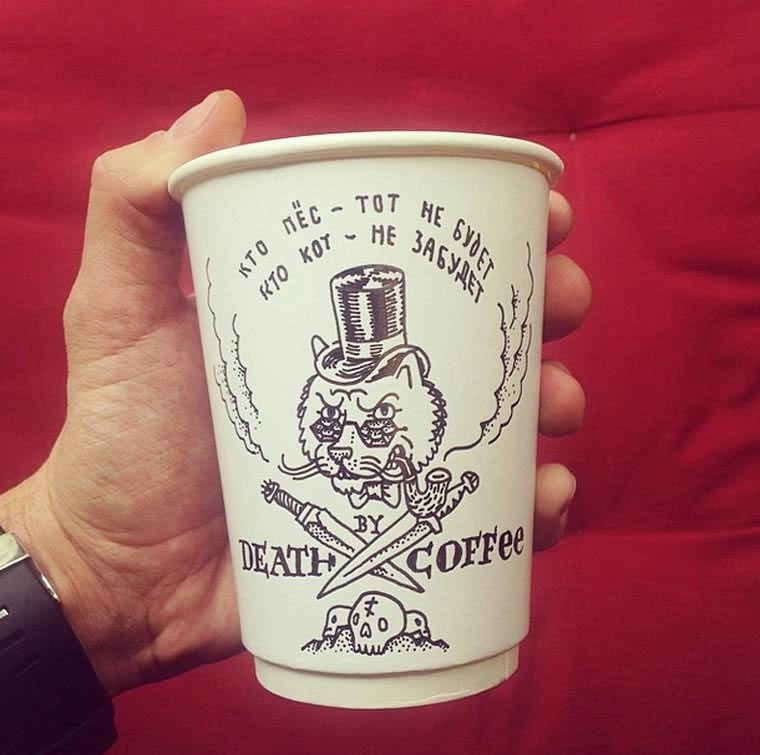 КТО ПЁС - ТОТ НЕ БУДЕТ
КТО КОТ - НЕ ЗАБУДЕТ
BY
DEATH COFFee